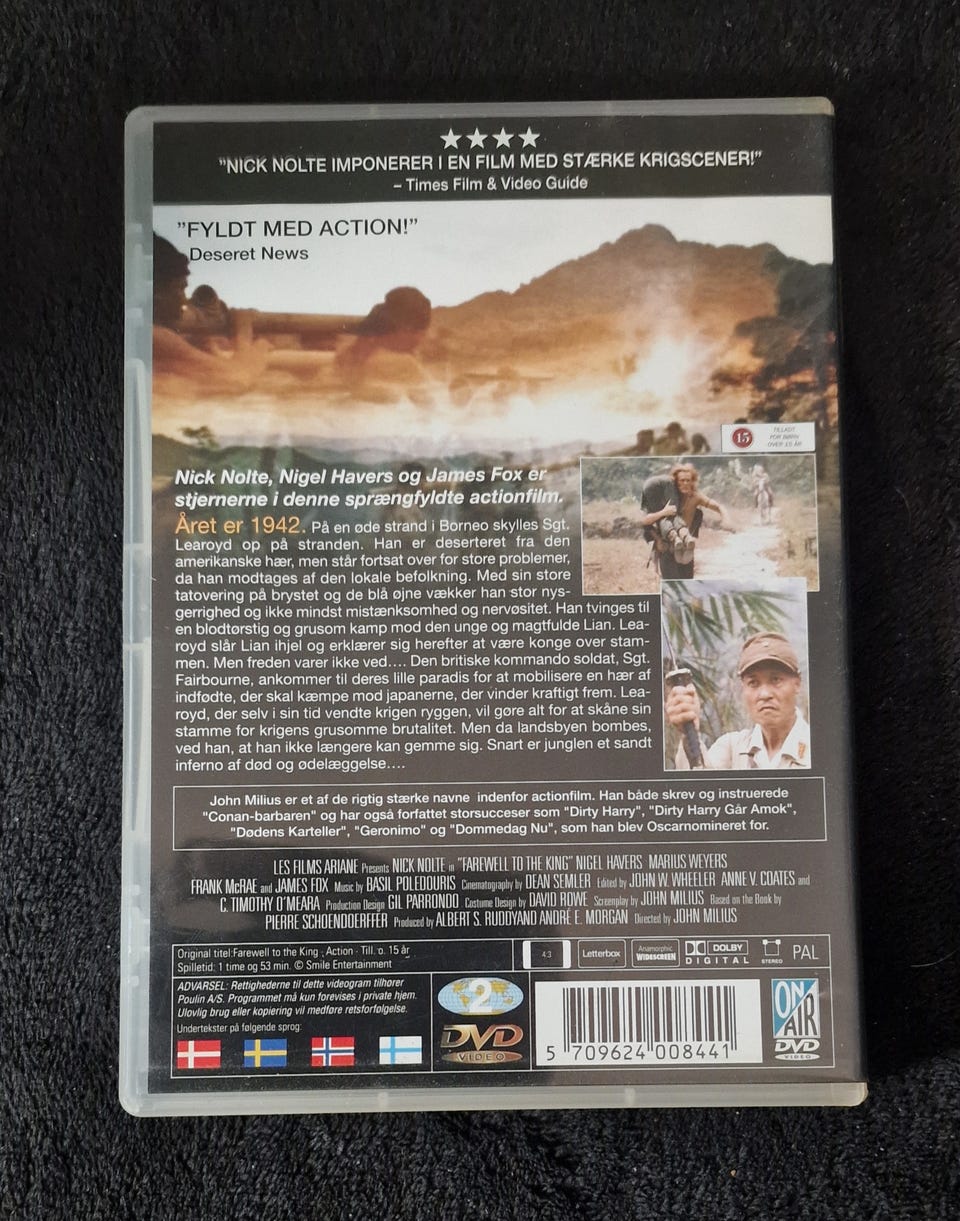 "NICK NOLTE IMPONERER I EN FILM MED STÆRKE KRIGSCENER!"
– Times Film & Video Guide
"FYLDT MED ACTION!"
Deseret News
15
TILLADT
FOR BØRN
OVER 15 ÅR
Nick Nolte, Nigel Havers og James Fox er
stjernerne i denne sprængfyldte actionfilm.
Året er 1942. På en øde strand i Borneo skylles Sgt.
Learoyd op på stranden. Han er deserteret fra den
amerikanske hær, men står fortsat over for store problemer,
da han modtages af den lokale befolkning. Med sin store
tatovering på brystet og de blå øjne vækker han stor nys-
gerrighed og ikke mindst mistænksomhed og nervøsitet. Han tvinges til
en blodtørstig og grusom kamp mod den unge og magtfulde Lian. Lea-
royd slår Lian ihjel og erklærer sig herefter at være konge over stam-
men. Men freden varer ikke ved.... Den britiske kommando soldat, Sgt.
Fairbourne, ankommer til deres lille paradis for at mobilisere en hær af
indfødte, der skal kæmpe mod japanerne, der vinder kraftigt frem. Lea-
royd, der selv i sin tid vendte krigen ryggen, vil gøre alt for at skåne sin
stamme for krigens grusomme brutalitet. Men da landsbyen bombes,
ved han, at han ikke længere kan gemme sig. Snart er junglen et sandt
inferno af død og ødelæggelse....
John Milius er et af de rigtig stærke navne indenfor actionfilm. Han både skrev og instruerede
"Conan-barbaren" og har også forfattet storsucceser som "Dirty Harry", "Dirty Harry Går Amok",
"Dødens Karteller", "Geronimo" og "Dommedag Nu", som han blev Oscarnomineret for.
LES FILMS ARIANE Presents NICK NOLTE in "FAREWELL TO THE KING" NIGEL HAVERS MARIUS WEYERS
FRANK McRAE and JAMES FOX Music by BASIL POLEDOURIS Cinematography by DEAN SEMLER Edited by JOHN W. WHEELER ANNE V. COATES and
C. TIMOTHY O'MEARA Production Design GIL PARRONDO Costume Design by DAVID ROWE Screenplay by JOHN MILIUS Based on the Book by
PIERRE SCHOENDOERFFER Produced by ALBERT S. RUDDYAND ANDRÉ E. MORGAN Directed by JOHN MILIUS
Original titel:Farewell to the King . Action - Till. o. 15 år
Spilletid: 1 time og 53 min. © Smile Entertainment
4:3
Letterbox
Anamorphic
WIDESCREEN
DOLBY
DIGITAL
STEREO
PAL
ADVARSEL: Rettighederne til dette videogram tilhører
Poulin A/S. Programmet må kun forevises i private hjem.
Ulovlig brug eller kopiering vil medføre retsforfølgelse.
Undertekster på følgende sprog:
2
DVD
VIDEO
5 709624 008441
ON
AIR
DVD
VIDEO